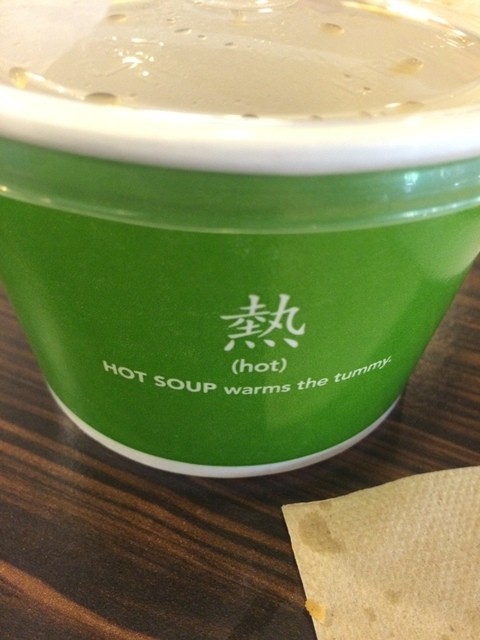 熱
(hot)
HOT SOUP warms the tummy.